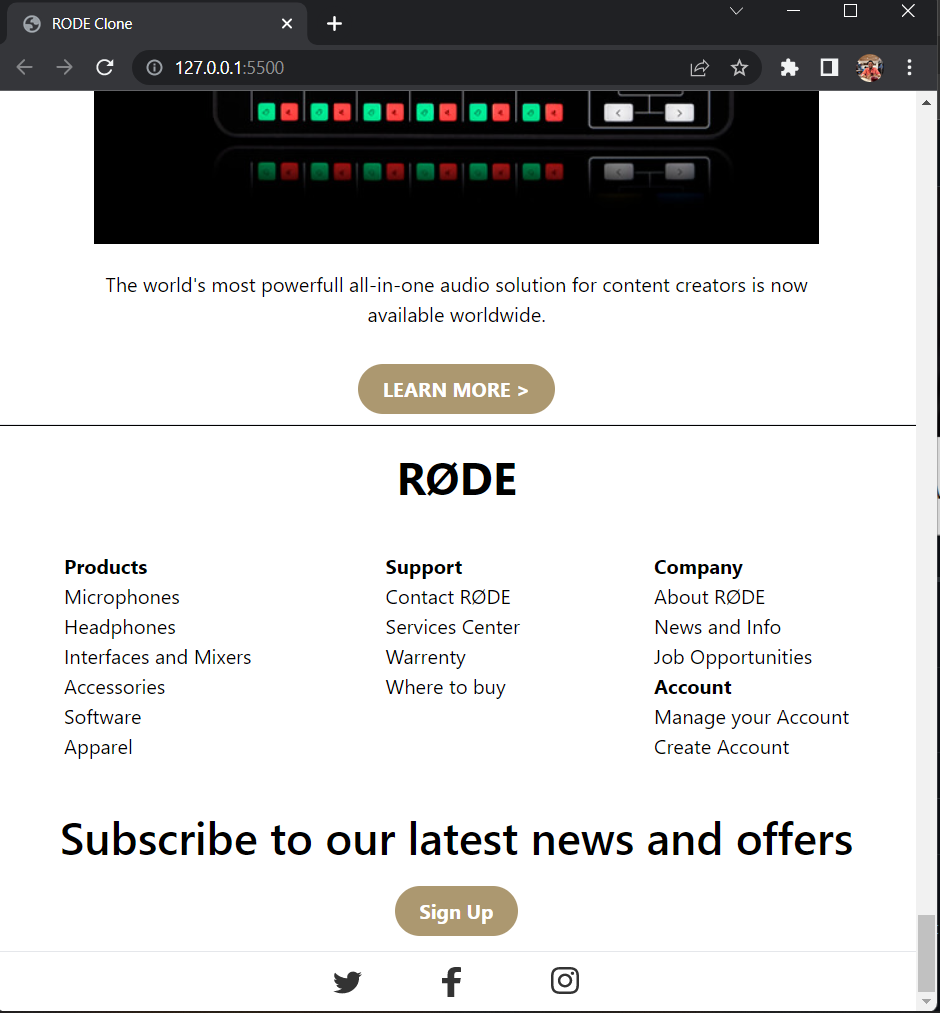 RODE Clone
127.0.0.1:5500
The world's most powerfull all-in-one audio solution for content creators is now
available worldwide.
LEARN MORE >
RØDE
Products
Microphones
Headphones
Interfaces and Mixers
Accessories
Software
Apparel
Support
Contact RØDE
Services Center
Warrenty
Where to buy
Company
About RØDE
News and Info
Job Opportunities
Account
Manage your Account
Create Account
Subscribe to our latest news and offers
Sign Up